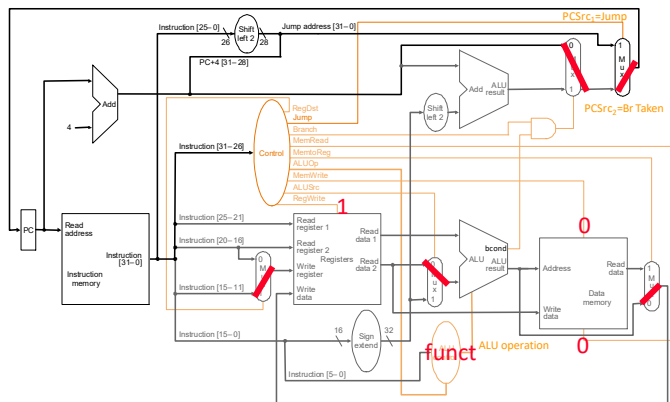 PCSrc1=Jump
Instruction [25–0]
Shift
left 2
Jump address [31–0]
26
28
PC+4 [31–28]
0
M
u
x
1
1
M
u
x
Add
4
Add
ALU
result
Shift
left 2
PCSrc2=Br Taken
RegDst
Jump
Branch
MemRead
MemtoReg
ALUOp
MemWrite
ALUSrc
RegWrite
Control
Instruction [31–26]
PC
Read
address
Instruction
[31–0]
Instruction
memory
Instruction [25–21]
Instruction [20–16]
Instruction [15–11]
0
M
1
Read
register 1
Read
register 2
Write
register
Write
data
Registers
Read
data 1
Read
data 2
1
ALU
bcond
ALU
result
0
Address
Write
data
Read
data
Data
memory
1
M
u
0
Instruction [15–0]
16
Sign
extend
32
Instruction [5–0]
funct
ALU operation